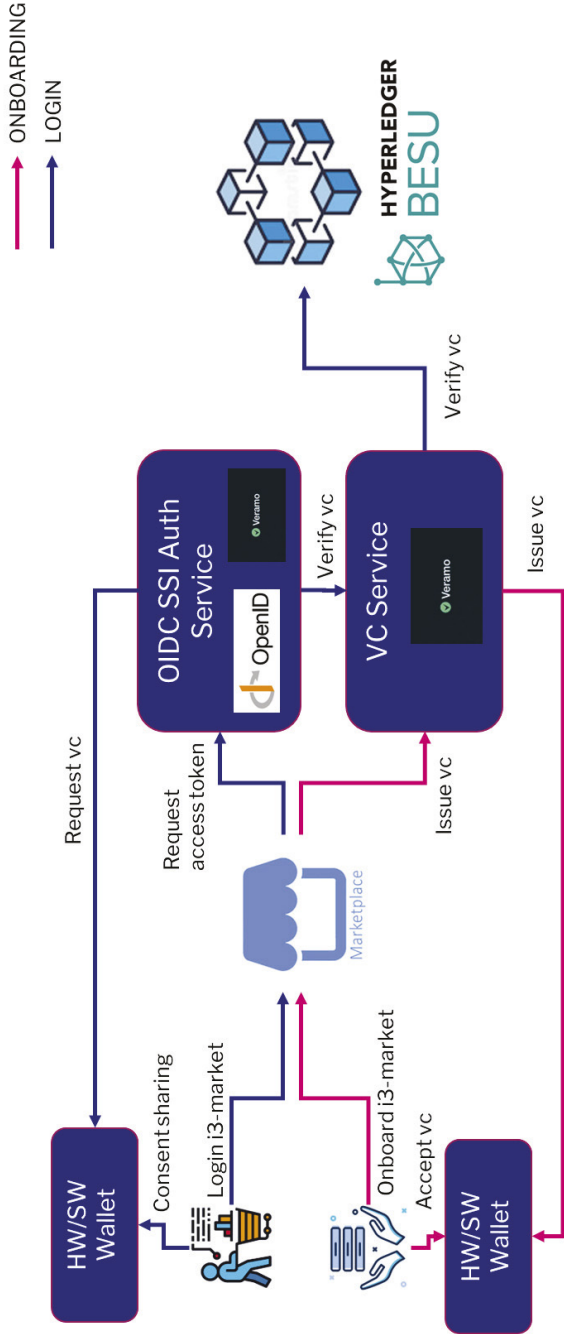 ONBOARDING
LOGIN
HW/SW
Wallet
Consent sharing
Login i3-market
Onboard i3-market
Accept vc
HW/SW
Wallet
Marketplace
Request vc
Request
access token
Issue vc
OIDC SSI Auth
Service
OpenID
Veramo
Verify vc
VC Service
Veramo
Issue vc
Verify vc
HYPERLEDGER
BESU